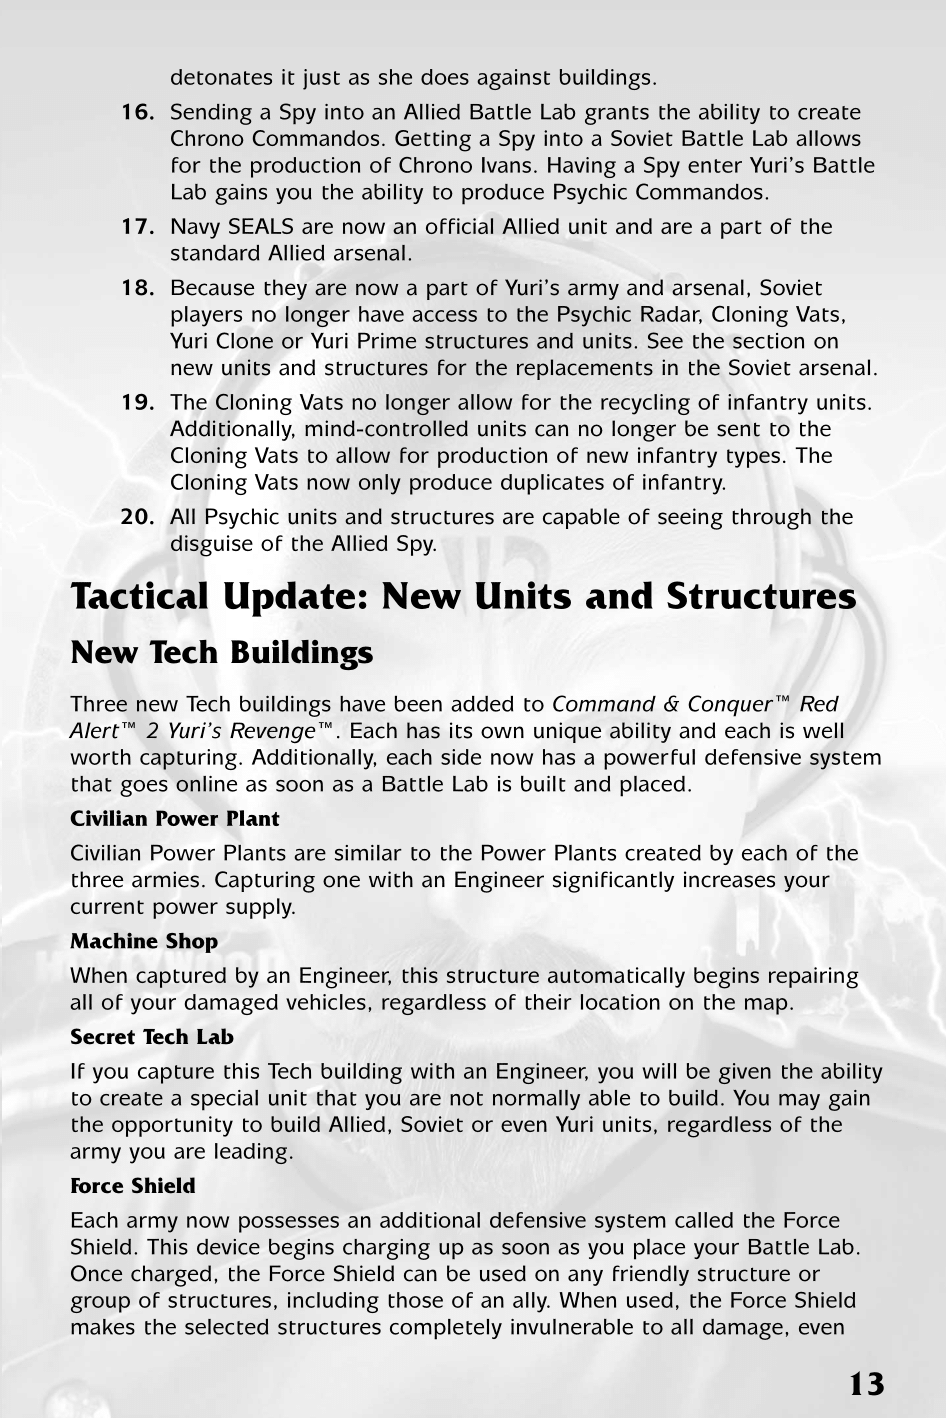 detonates it just as she does against buildings.
16. Sending a Spy into an Allied Battle Lab grants the ability to create
Chrono Commandos. Getting a Spy into a Soviet Battle Lab allows
for the production of Chrono Ivans. Having a Spy enter Yuri’s Battle
Lab gains you the ability to produce Psychic Commandos.
17. Navy SEALS are now an official Allied unit and are a part of the
standard Allied arsenal.
18. Because they are now a part of Yuri’s army and arsenal, Soviet
players no longer have access to the Psychic Radar, Cloning Vats,
Yuri Clone or Yuri Prime structures and units. See the section on
new units and structures for the replacements in the Soviet arsenal.
19. The Cloning Vats no longer allow for the recycling of infantry units.
Additionally, mind-controlled units can no longer be sent to the
Cloning Vats to allow for production of new infantry types. The
Cloning Vats now only produce duplicates of infantry.
20. All Psychic units and structures are capable of seeing through the
disguise of the Allied Spy.
Tactical Update: New Units and Structures
New Tech Buildings
Three new Tech buildings have been added to Command & Conquer™ Red
Alert™ 2 Yuri’s Revenge™. Each has its own unique ability and each is well
worth capturing. Additionally, each side now has a powerful defensive system
that goes online as soon as a Battle Lab is built and placed.
Civilian Power Plant
Civilian Power Plants are similar to the Power Plants created by each of the
three armies. Capturing one with an Engineer significantly increases your
current power supply.
Machine Shop
When captured by an Engineer, this structure automatically begins repairing
all of your damaged vehicles, regardless of their location on the map.
Secret Tech Lab
If you capture this Tech building with an Engineer, you will be given the ability
to create a special unit that you are not normally able to build. You may gain
the opportunity to build Allied, Soviet or even Yuri units, regardless of the
army you are leading.
Force Shield
Each army now possesses an additional defensive system called the Force
Shield. This device begins charging up as soon as you place your Battle Lab.
Once charged, the Force Shield can be used on any friendly structure or
group of structures, including those of an ally. When used, the Force Shield
makes the selected structures completely invulnerable to all damage, even
13